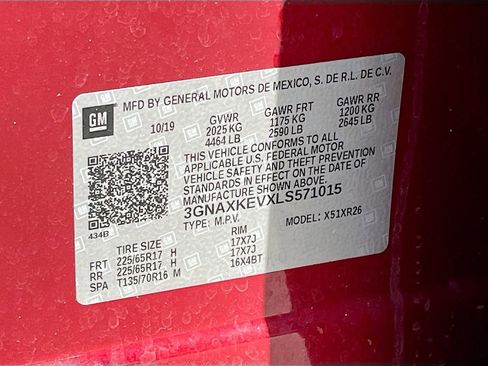 MFD BY GENERAL MOTORS DE MEXICO, S. DE R.L. DE C.V.
GM
10/19 GVWR GAWR FRT GAWR RR
2025 KG 1175 KG 1200 KG
4464 LB 2590 LB 2645 LB
THIS VEHICLE CONFORMS TO ALL
APPLICABLE U.S. FEDERAL MOTOR
VEHICLE SAFETY AND THEFT PREVENTION
STANDARDS IN EFFECT ON THE DATE OF
MANUFACTURE SHOWN ABOVE.
3GNAXKEVXLS571015
TYPE: M.P.V. X51XR26
434B
TIRE SIZE RIM
FRT 225/65R17 H 17X7J
RR 225/65R17 H 17X7J
SPA T135/70R16 M 16X4BT